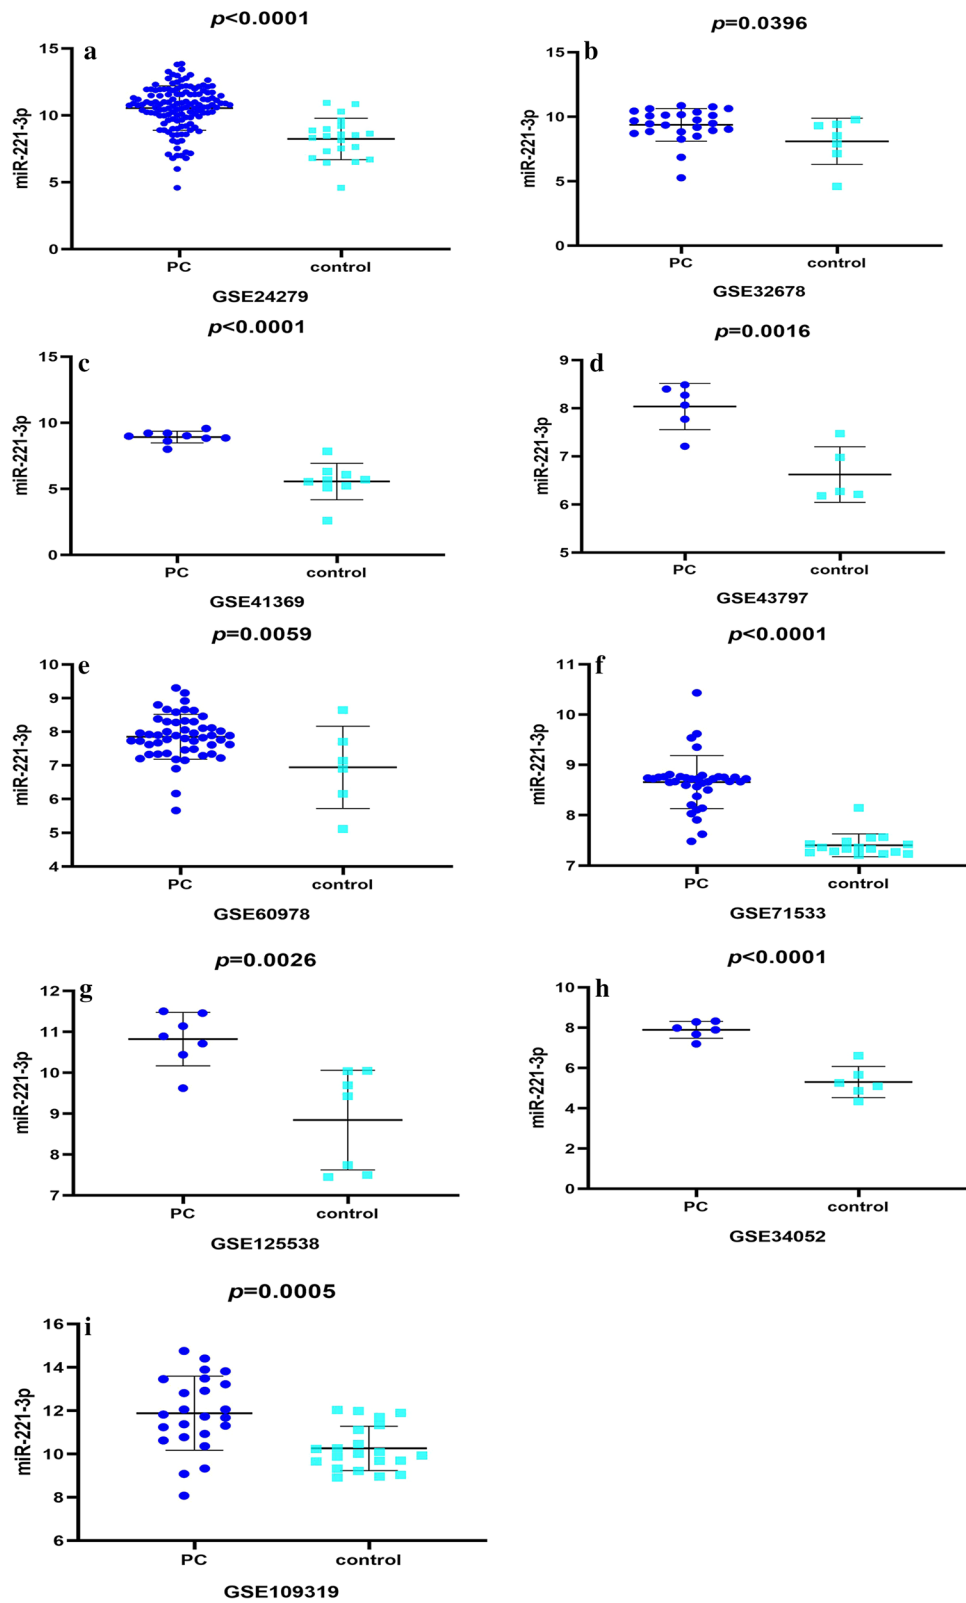 p<0.0001
a
15
10
5
0
miR-221-3p
PC control
GSE24279
p=0.0396
b
15
10
5
0
miR-221-3p
PC control
GSE32678
p<0.0001
c
15
10
5
0
miR-221-3p
PC control
GSE41369
p=0.0016
d
9
8
7
6
5
miR-221-3p
PC control
GSE43797
p=0.0059
e
10
9
8
7
6
5
4
miR-221-3p
PC control
GSE60978
p<0.0001
f
11
10
9
8
7
miR-221-3p
PC control
GSE71533
p=0.0026
g
12
11
10
9
8
7
miR-221-3p
PC control
GSE125538
p<0.0001
h
10
8
6
4
2
0
miR-221-3p
PC control
GSE34052
p=0.0005
i
16
14
12
10
8
6
miR-221-3p
PC control
GSE109319